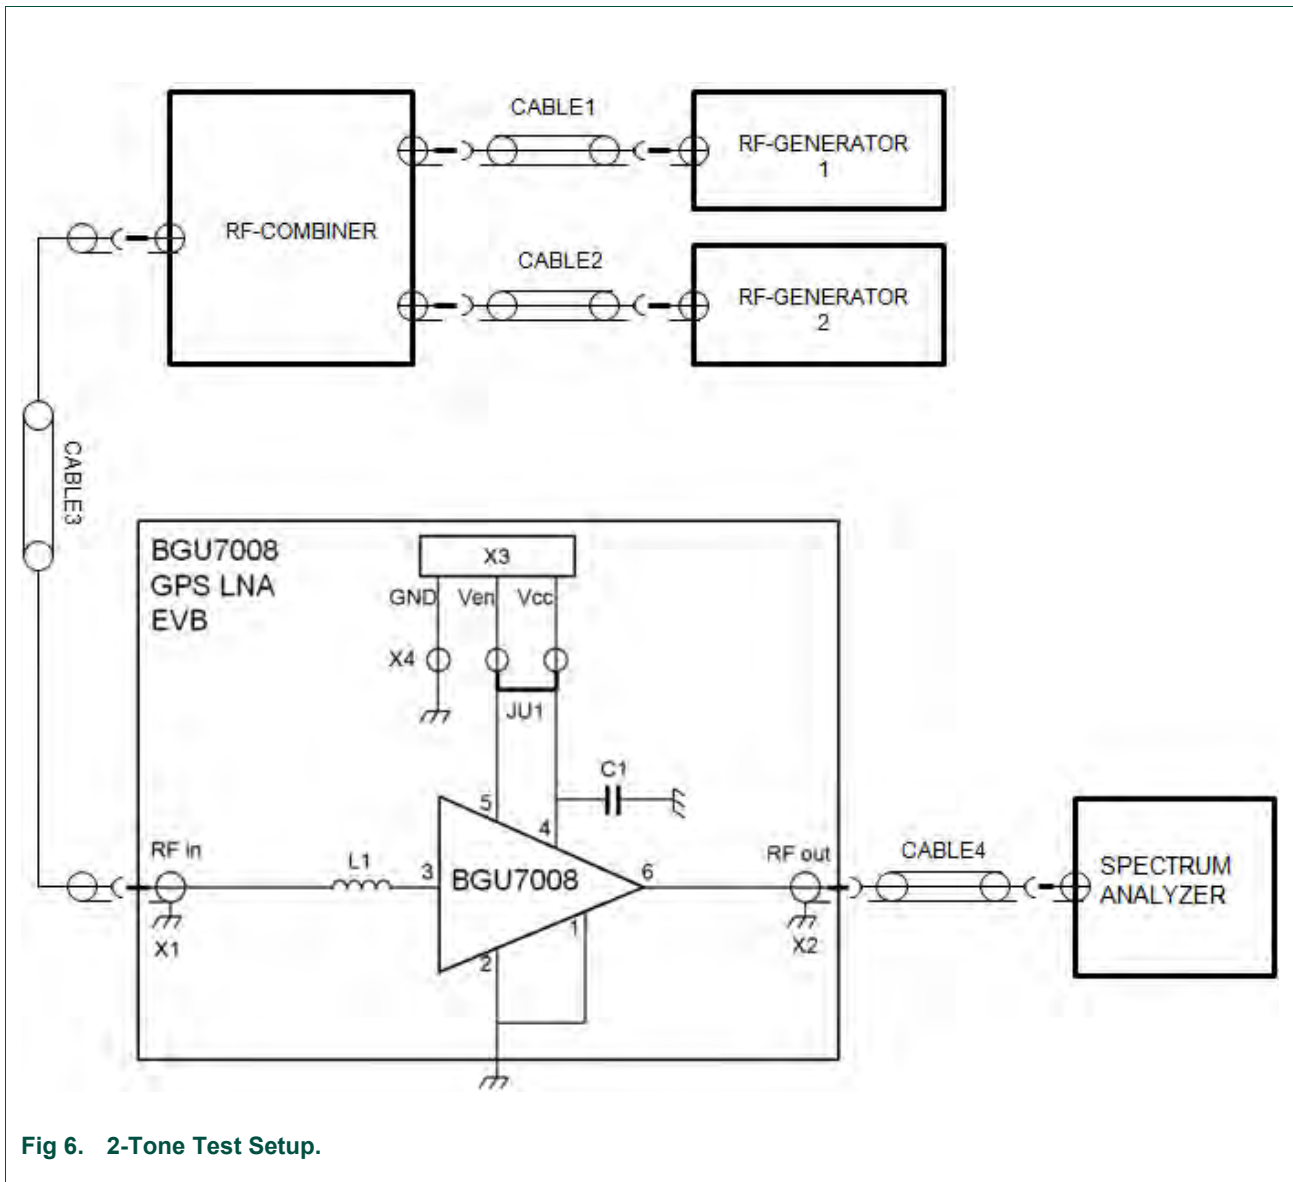 CABLE1
RF-GENERATOR
1
RF-COMBINER
CABLE2
RF-GENERATOR
2
CABLE3
BGU7008
GPS LNA
EVB
X3
GND Ven Vcc
X4
JU1
C1
5
4
RF in
L1
3
BGU7008
6
RF out
CABLE4
SPECTRUM
ANALYZER
X1
1
2
X2
Fig 6. 2-Tone Test Setup.